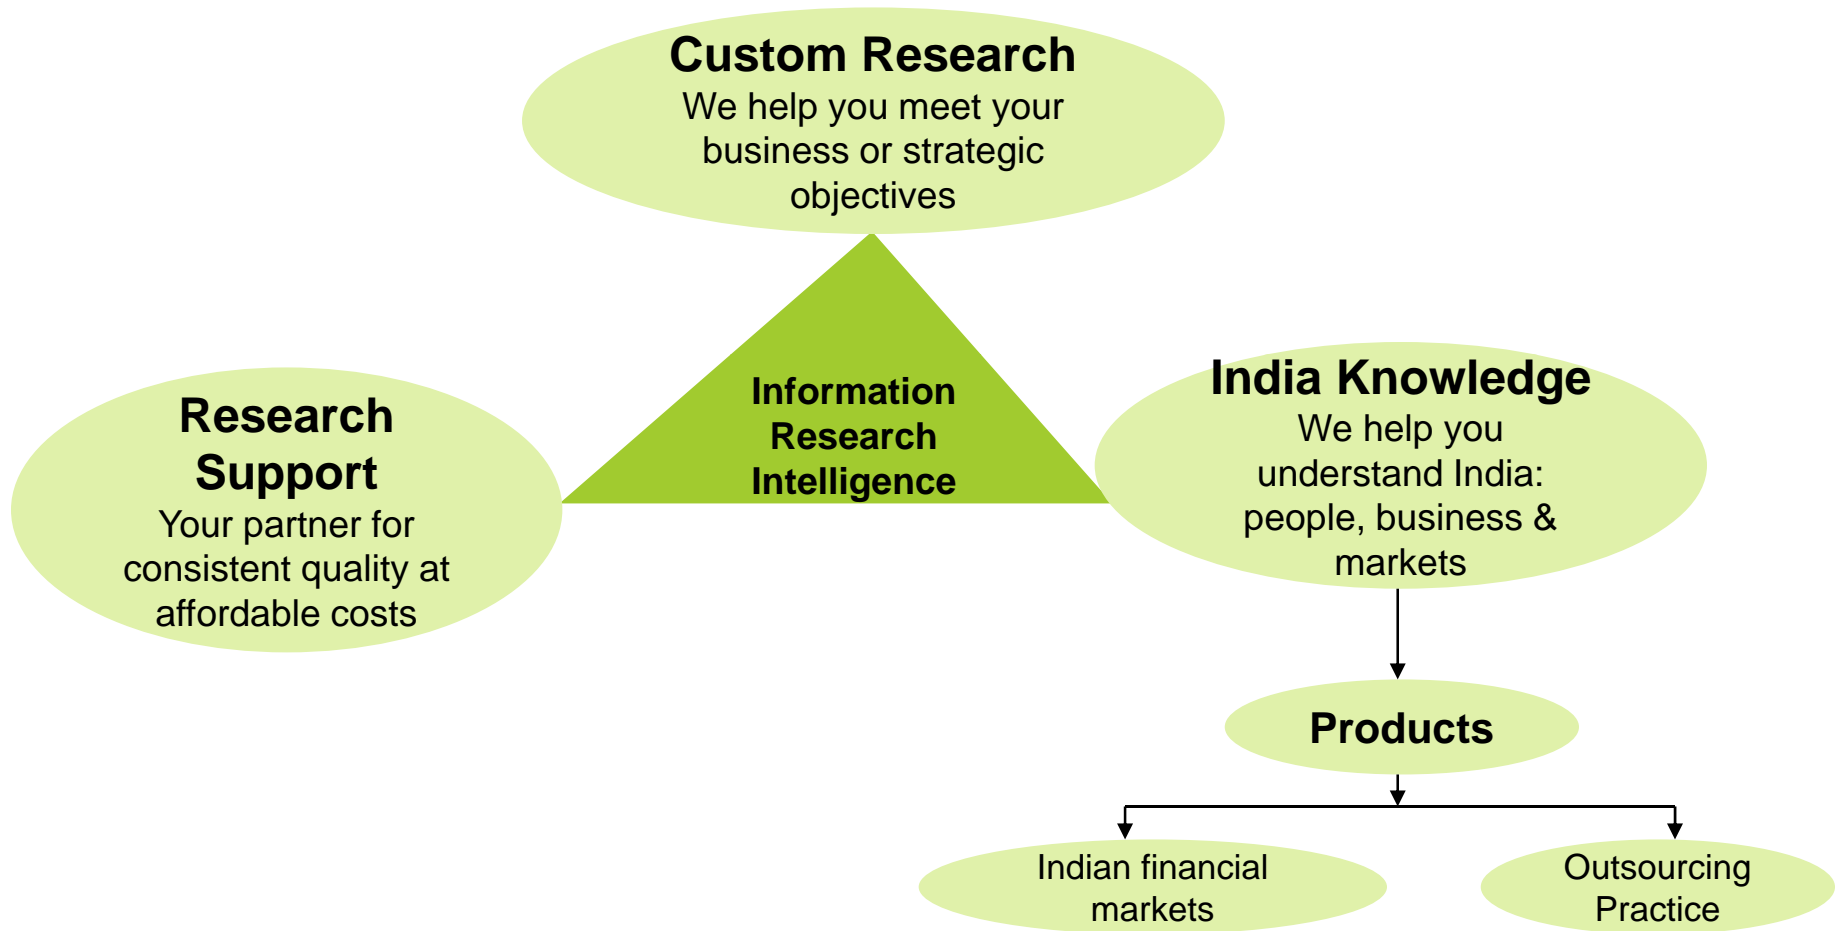 Custom Research
We help you meet your
business or strategic
objectives
Information
Research
Intelligence
Research
Support
Your partner for
consistent quality at
affordable costs
India Knowledge
We help you
understand India:
people, business &
markets
Products
Indian financial
markets
Outsourcing
Practice